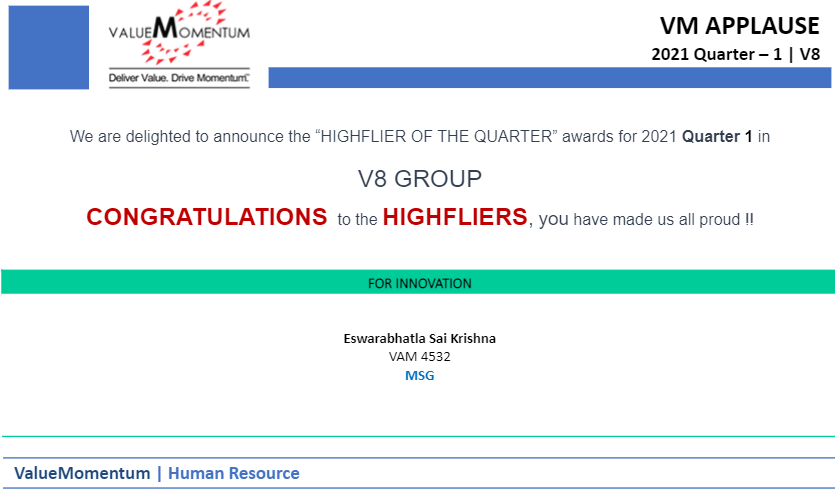 VALUEMOMENTUM
Deliver Value. Drive Momentum™
VM APPLAUSE
2021 Quarter – 1 | V8
We are delighted to announce the “HIGHFLIER OF THE QUARTER” awards for 2021 Quarter 1 in
V8 GROUP
CONGRATULATIONS to the HIGHFLIERS, you have made us all proud !!
FOR INNOVATION
Eswarabhatla Sai Krishna
VAM 4532
MSG
ValueMomentum | Human Resource